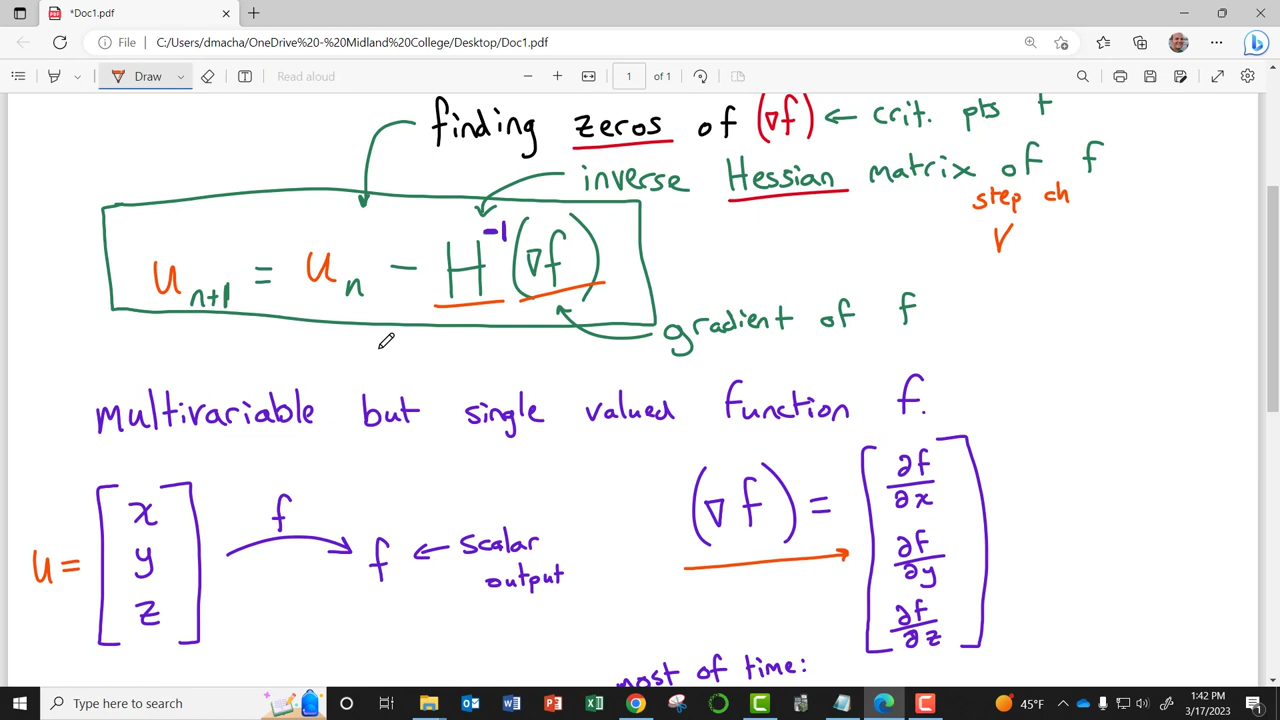 *Doc1.pdf
File C:/Users/dmacha/OneDrive%20-%20Midland%20College/Desktop/Doc1.pdf
Draw Read aloud 1 of 1
finding zeros of (∇f) ← crit. pts f
inverse Hessian matrix of f
step ch
u_{n+1} = u_n − H^{-1}(∇f)
gradient of f
multivariable but single valued function f.
u = [x y z] f → f ← scalar output
(∇f) = [∂f/∂x ∂f/∂y ∂f/∂z]
most of time:
Type here to search
45°F
1:42 PM
3/17/2023